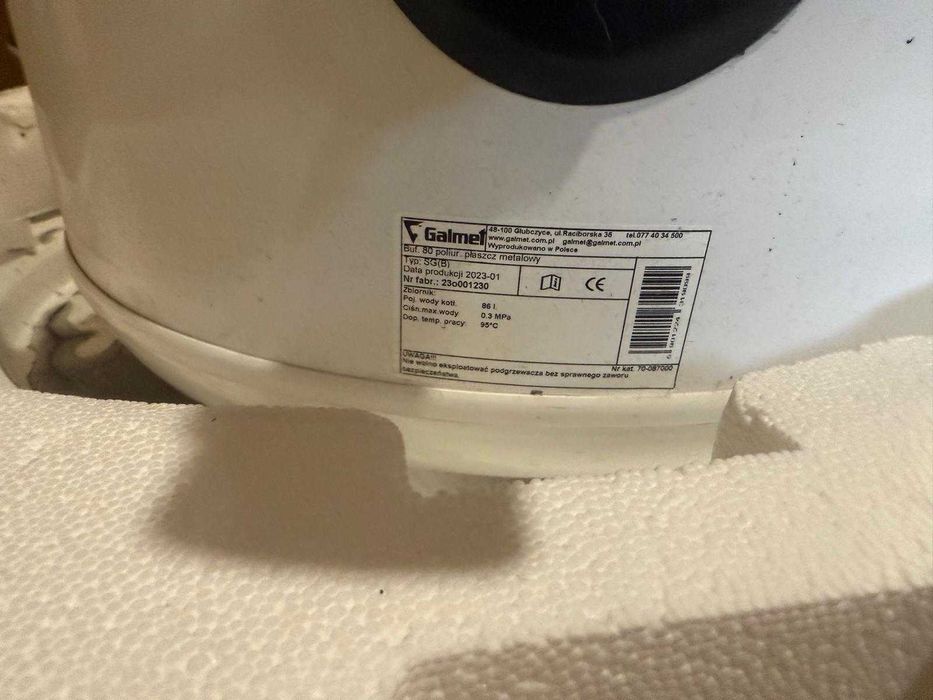 Galmet
48-100 Głubczyce, ul.Raciborska 36 tel.077 40 34 500
www.galmet.com.pl galmet@galmet.com.pl
Wyprodukowano w Polsce
Buf. 80 poliur. płaszcz metalowy
Typ: SG(B)
Data produkcji 2023-01
Nr fabr.: 23o001230
CE
Zbiornik:
Poj. wody kotł. 86 l.
Ciśn.max.wody 0.3 MPa
Dop. temp. pracy 95°C
UWAGA!!!
Nie wolno eksploatować podgrzewacza bez sprawnego zaworu
bezpieczeństwa.
Nr kat. 70-087000